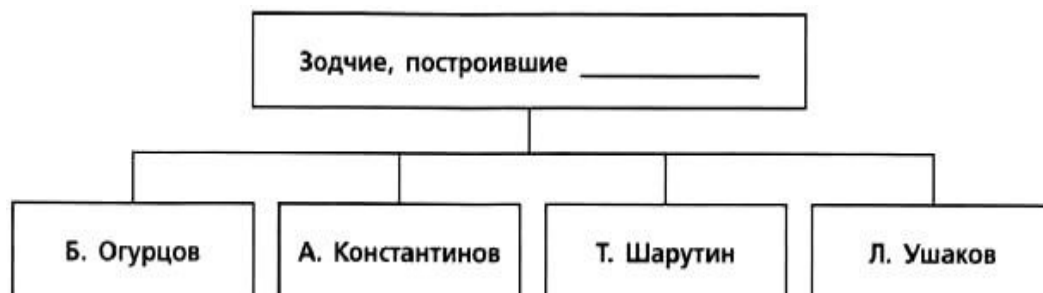 Зодчие, построившие ____________
Б. Огурцов
А. Константинов
Т. Шарутин
Л. Ушаков